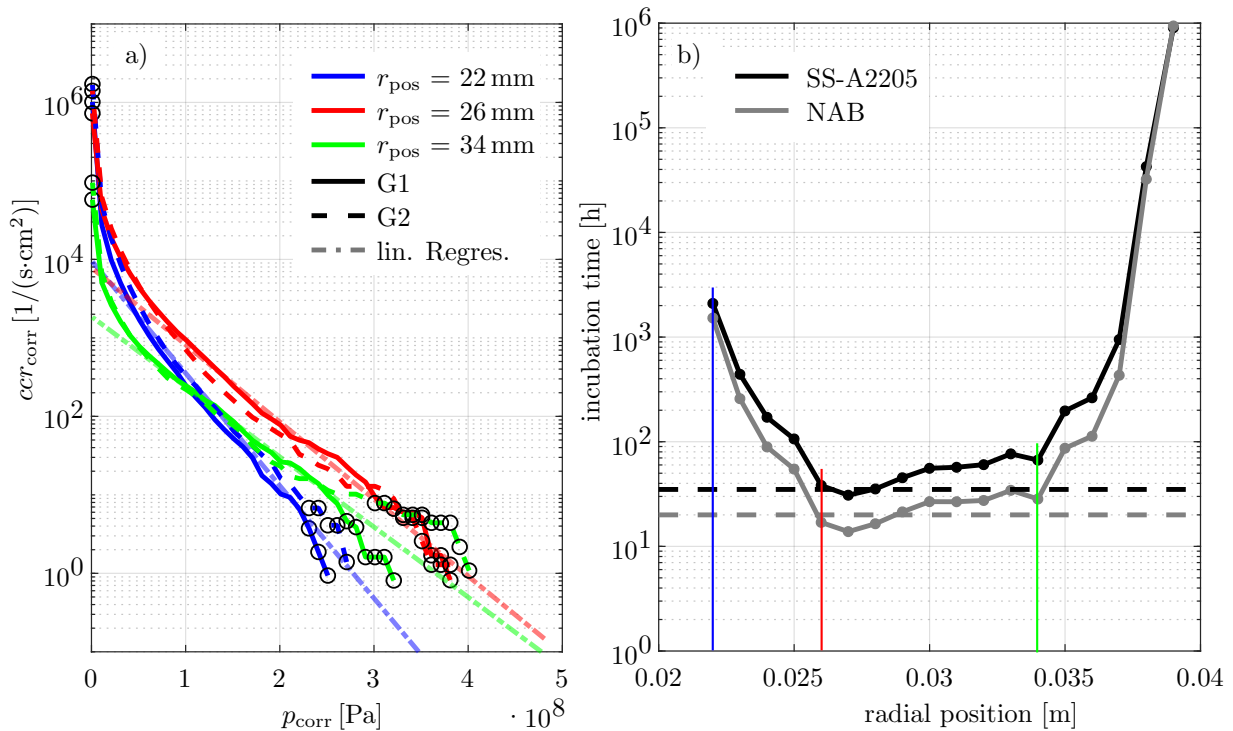 a)
r_pos = 22 mm
r_pos = 26 mm
r_pos = 34 mm
G1
G2
lin. Regres.
10^6
10^4
10^2
10^0
ccr_corr [1/(s·cm^2)]
0 1 2 3 4 5
p_corr [Pa] · 10^8
b)
SS-A2205
NAB
10^6
10^5
10^4
10^3
10^2
10^1
10^0
incubation time [h]
0.02 0.025 0.03 0.035 0.04
radial position [m]